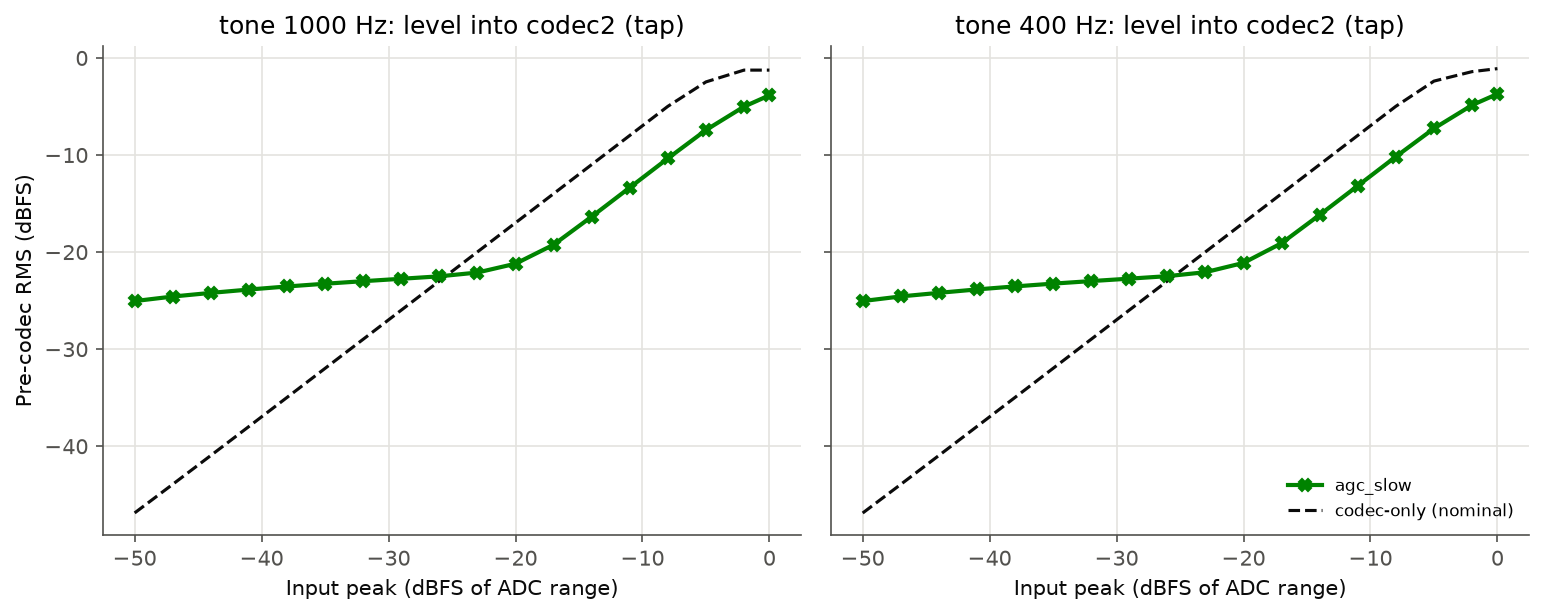 tone 1000 Hz: level into codec2 (tap)
tone 400 Hz: level into codec2 (tap)
Pre-codec RMS (dBFS)
0
−10
−20
−30
−40
−50
−40
−30
−20
−10
0
−50
−40
−30
−20
−10
0
agc_slow
codec-only (nominal)
Input peak (dBFS of ADC range)
Input peak (dBFS of ADC range)